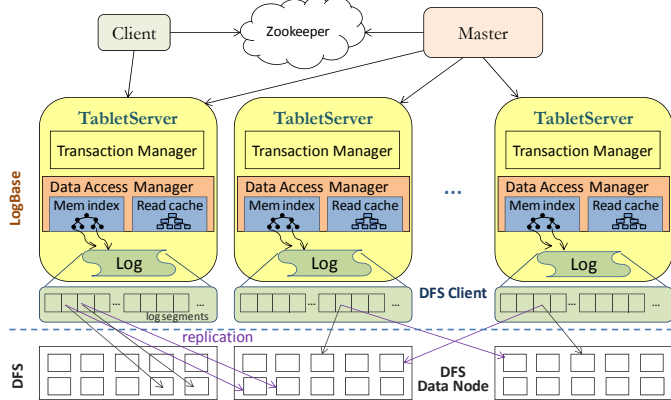 Client
Zookeeper
Master
TabletServer
TabletServer
TabletServer
Transaction Manager
Transaction Manager
Transaction Manager
LogBase
Data Access Manager
Mem index
Read cache
Data Access Manager
Mem index
Read cache
...
Data Access Manager
Mem index
Read cache
Log
Log
Log
DFS Client
... ...
... ...
... ...
log segments
replication
DFS
DFS
Data Node